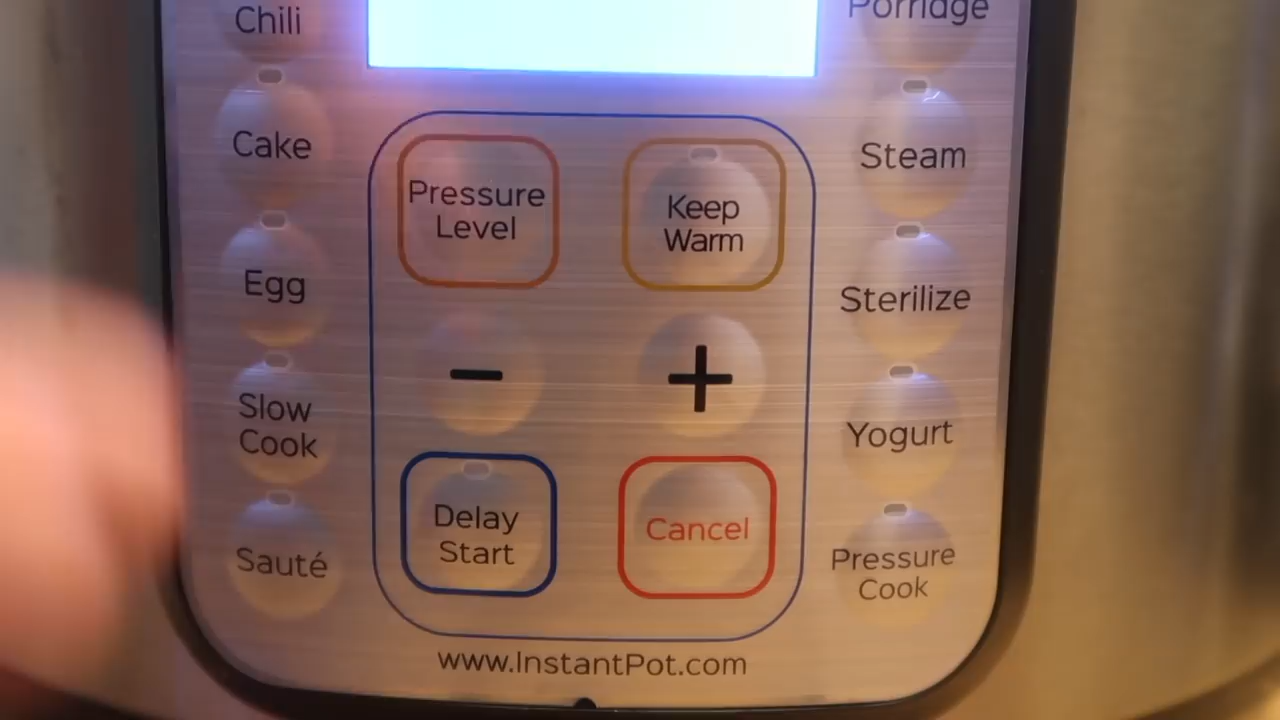 Chili
Porridge
Cake
Steam
Pressure
Level
Keep
Warm
Egg
Sterilize
-
+
Slow
Cook
Yogurt
Sauté
Delay
Start
Cancel
Pressure
Cook
www.InstantPot.com